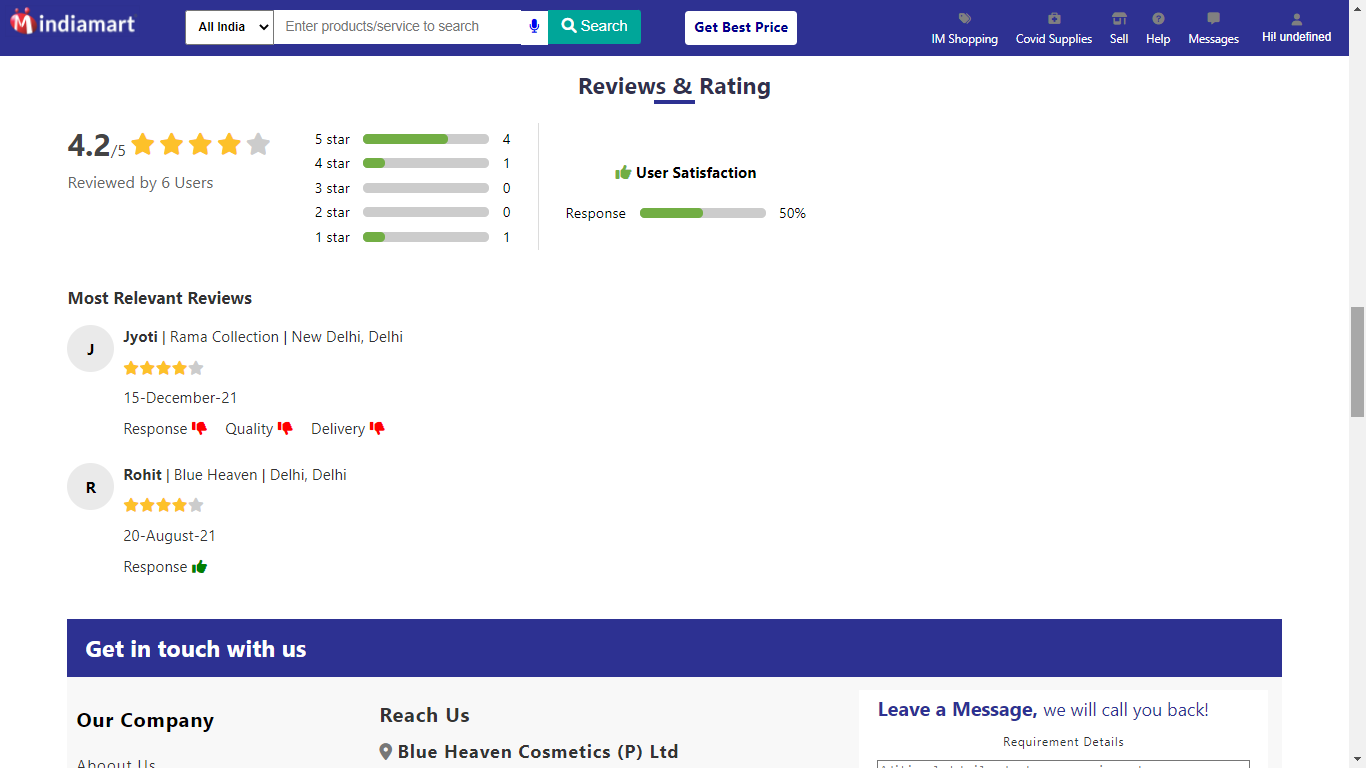 indiamart
All India
Enter products/service to search
Search
Get Best Price
IM Shopping
Covid Supplies
Sell
Help
Messages
Hi! undefined
Reviews & Rating
4.2/5
Reviewed by 6 Users
5 star 4
4 star 1
3 star 0
2 star 0
1 star 1
User Satisfaction
Response 50%
Most Relevant Reviews
J
Jyoti | Rama Collection | New Delhi, Delhi
15-December-21
Response Quality Delivery
R
Rohit | Blue Heaven | Delhi, Delhi
20-August-21
Response
Get in touch with us
Our Company
Aboout Us
Reach Us
Blue Heaven Cosmetics (P) Ltd
Leave a Message, we will call you back!
Requirement Details